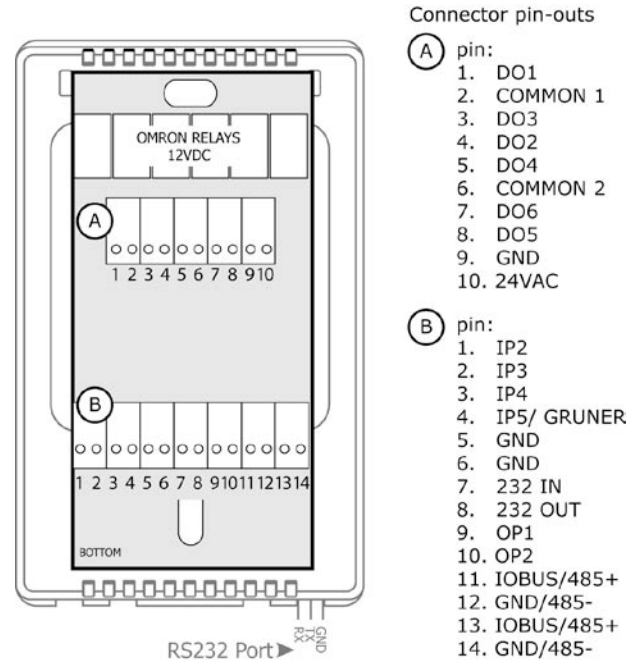 Connector pin-outs
A pin:
1. DO1
2. COMMON 1
3. DO3
4. DO2
5. DO4
6. COMMON 2
7. DO6
8. DO5
9. GND
10. 24VAC
B pin:
1. IP2
2. IP3
3. IP4
4. IP5/ GRUNER
5. GND
6. GND
7. 232 IN
8. 232 OUT
9. OP1
10. OP2
11. IOBUS/485+
12. GND/485-
13. IOBUS/485+
14. GND/485-
OMRON RELAYS
12VDC
A
1 2 3 4 5 6 7 8 9 10
B
1 2 3 4 5 6 7 8 9 10 11 12 13 14
BOTTOM
RX
TX
GND
RS232 Port